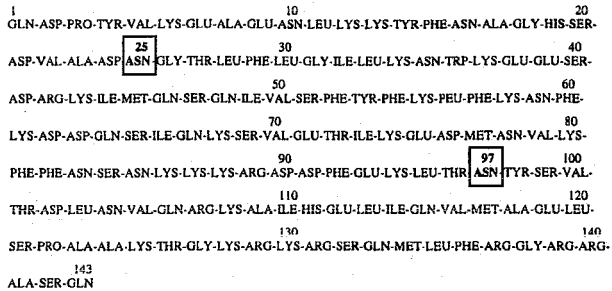 1 10 20
GLN-ASP-PRO-TYR-VAL-LYS-GLU-ALA-GLU-ASN-LEU-LYS-LYS-TYR-PHE-ASN-ALA-GLY-HIS-SER-
25 30 40
ASP-VAL-ALA-ASP ASN GLY-THR-LEU-PHE-LEU-GLY-ILE-LEU-LYS-ASN-TRP-LYS-GLU-GLU-SER-
50 60
ASP-ARG-LYS-ILE-MET-GLN-SER-GLN-ILE-VAL-SER-PHE-TYR-PHE-LYS-PEU-PHE-LYS-ASN-PHE-
70 80
LYS-ASP-ASP-GLN-SER-ILE-GLN-LYS-SER-VAL-GLU-THR-ILE-LYS-GLU-ASP-MET-ASN-VAL-LYS-
90 97 100
PHE-PHE-ASN-SER-ASN-LYS-LYS-LYS-ARG-ASP-ASP-PHE-GLU-LYS-LEU-THR ASN TYR-SER-VAL-
110 120
THR-ASP-LEU-ASN-VAL-GLN-ARG-LYS-ALA-ILE-HIS-GLU-LEU-ILE-GLN-VAL-MET-ALA-GLU-LEU-
130 140
SER-PRO-ALA-ALA-LYS-THR-GLY-LYS-ARG-LYS-ARG-SER-GLN-MET-LEU-PHE-ARG-GLY-ARG-ARG-
143
ALA-SER-GLN